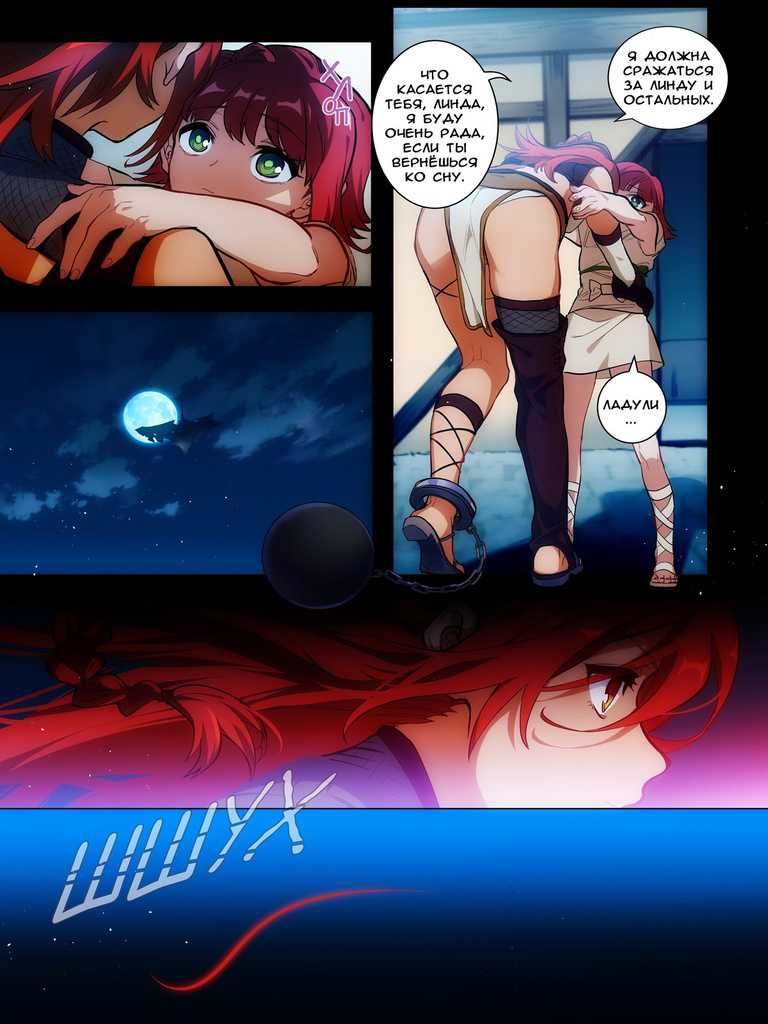 ХЛОП
ЧТО
КАСАЕТСЯ
ТЕБЯ, ЛИНДА,
Я БУДУ
ОЧЕНЬ РАДА,
ЕСЛИ ТЫ
ВЕРНЁШЬСЯ
КО СНУ.
Я ДОЛЖНА
СРАЖАТЬСЯ
ЗА ЛИНДУ И
ОСТАЛЬНЫХ.
ЛАДУЛИ
...
ШШУХ